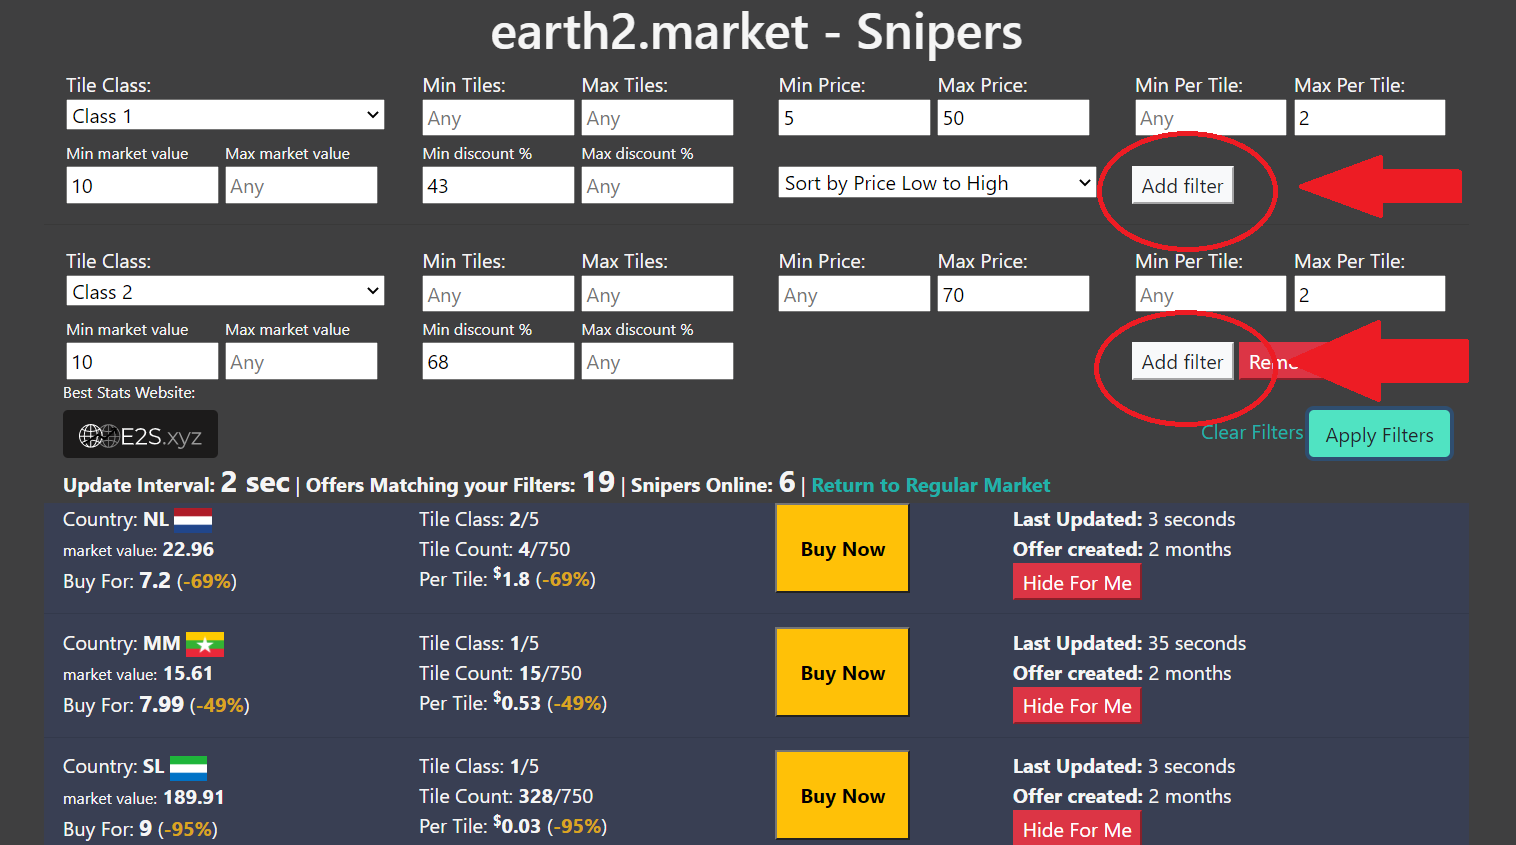 earth2.market - Snipers
Tile Class: Min Tiles: Max Tiles: Min Price: Max Price: Min Per Tile: Max Per Tile:
Class 1 Any Any 5 50 Any 2
Min market value Max market value Min discount % Max discount %
10 Any 43 Any Sort by Price Low to High Add filter
Tile Class: Min Tiles: Max Tiles: Min Price: Max Price: Min Per Tile: Max Per Tile:
Class 2 Any Any Any 70 Any 2
Min market value Max market value Min discount % Max discount %
10 Any 68 Any Add filter
Best Stats Website:
E2S.xyz Clear Filters Apply Filters
Update Interval: 2 sec | Offers Matching your Filters: 19 | Snipers Online: 6 | Return to Regular Market
Country: NL Tile Class: 2/5 Last Updated: 3 seconds
market value: 22.96 Tile Count: 4/750 Buy Now Offer created: 2 months
Buy For: 7.2 (-69%) Per Tile: $1.8 (-69%) Hide For Me
Country: MM Tile Class: 1/5 Last Updated: 35 seconds
market value: 15.61 Tile Count: 15/750 Buy Now Offer created: 2 months
Buy For: 7.99 (-49%) Per Tile: $0.53 (-49%) Hide For Me
Country: SL Tile Class: 1/5 Last Updated: 3 seconds
market value: 189.91 Tile Count: 328/750 Buy Now Offer created: 2 months
Buy For: 9 (-95%) Per Tile: $0.03 (-95%) Hide For Me